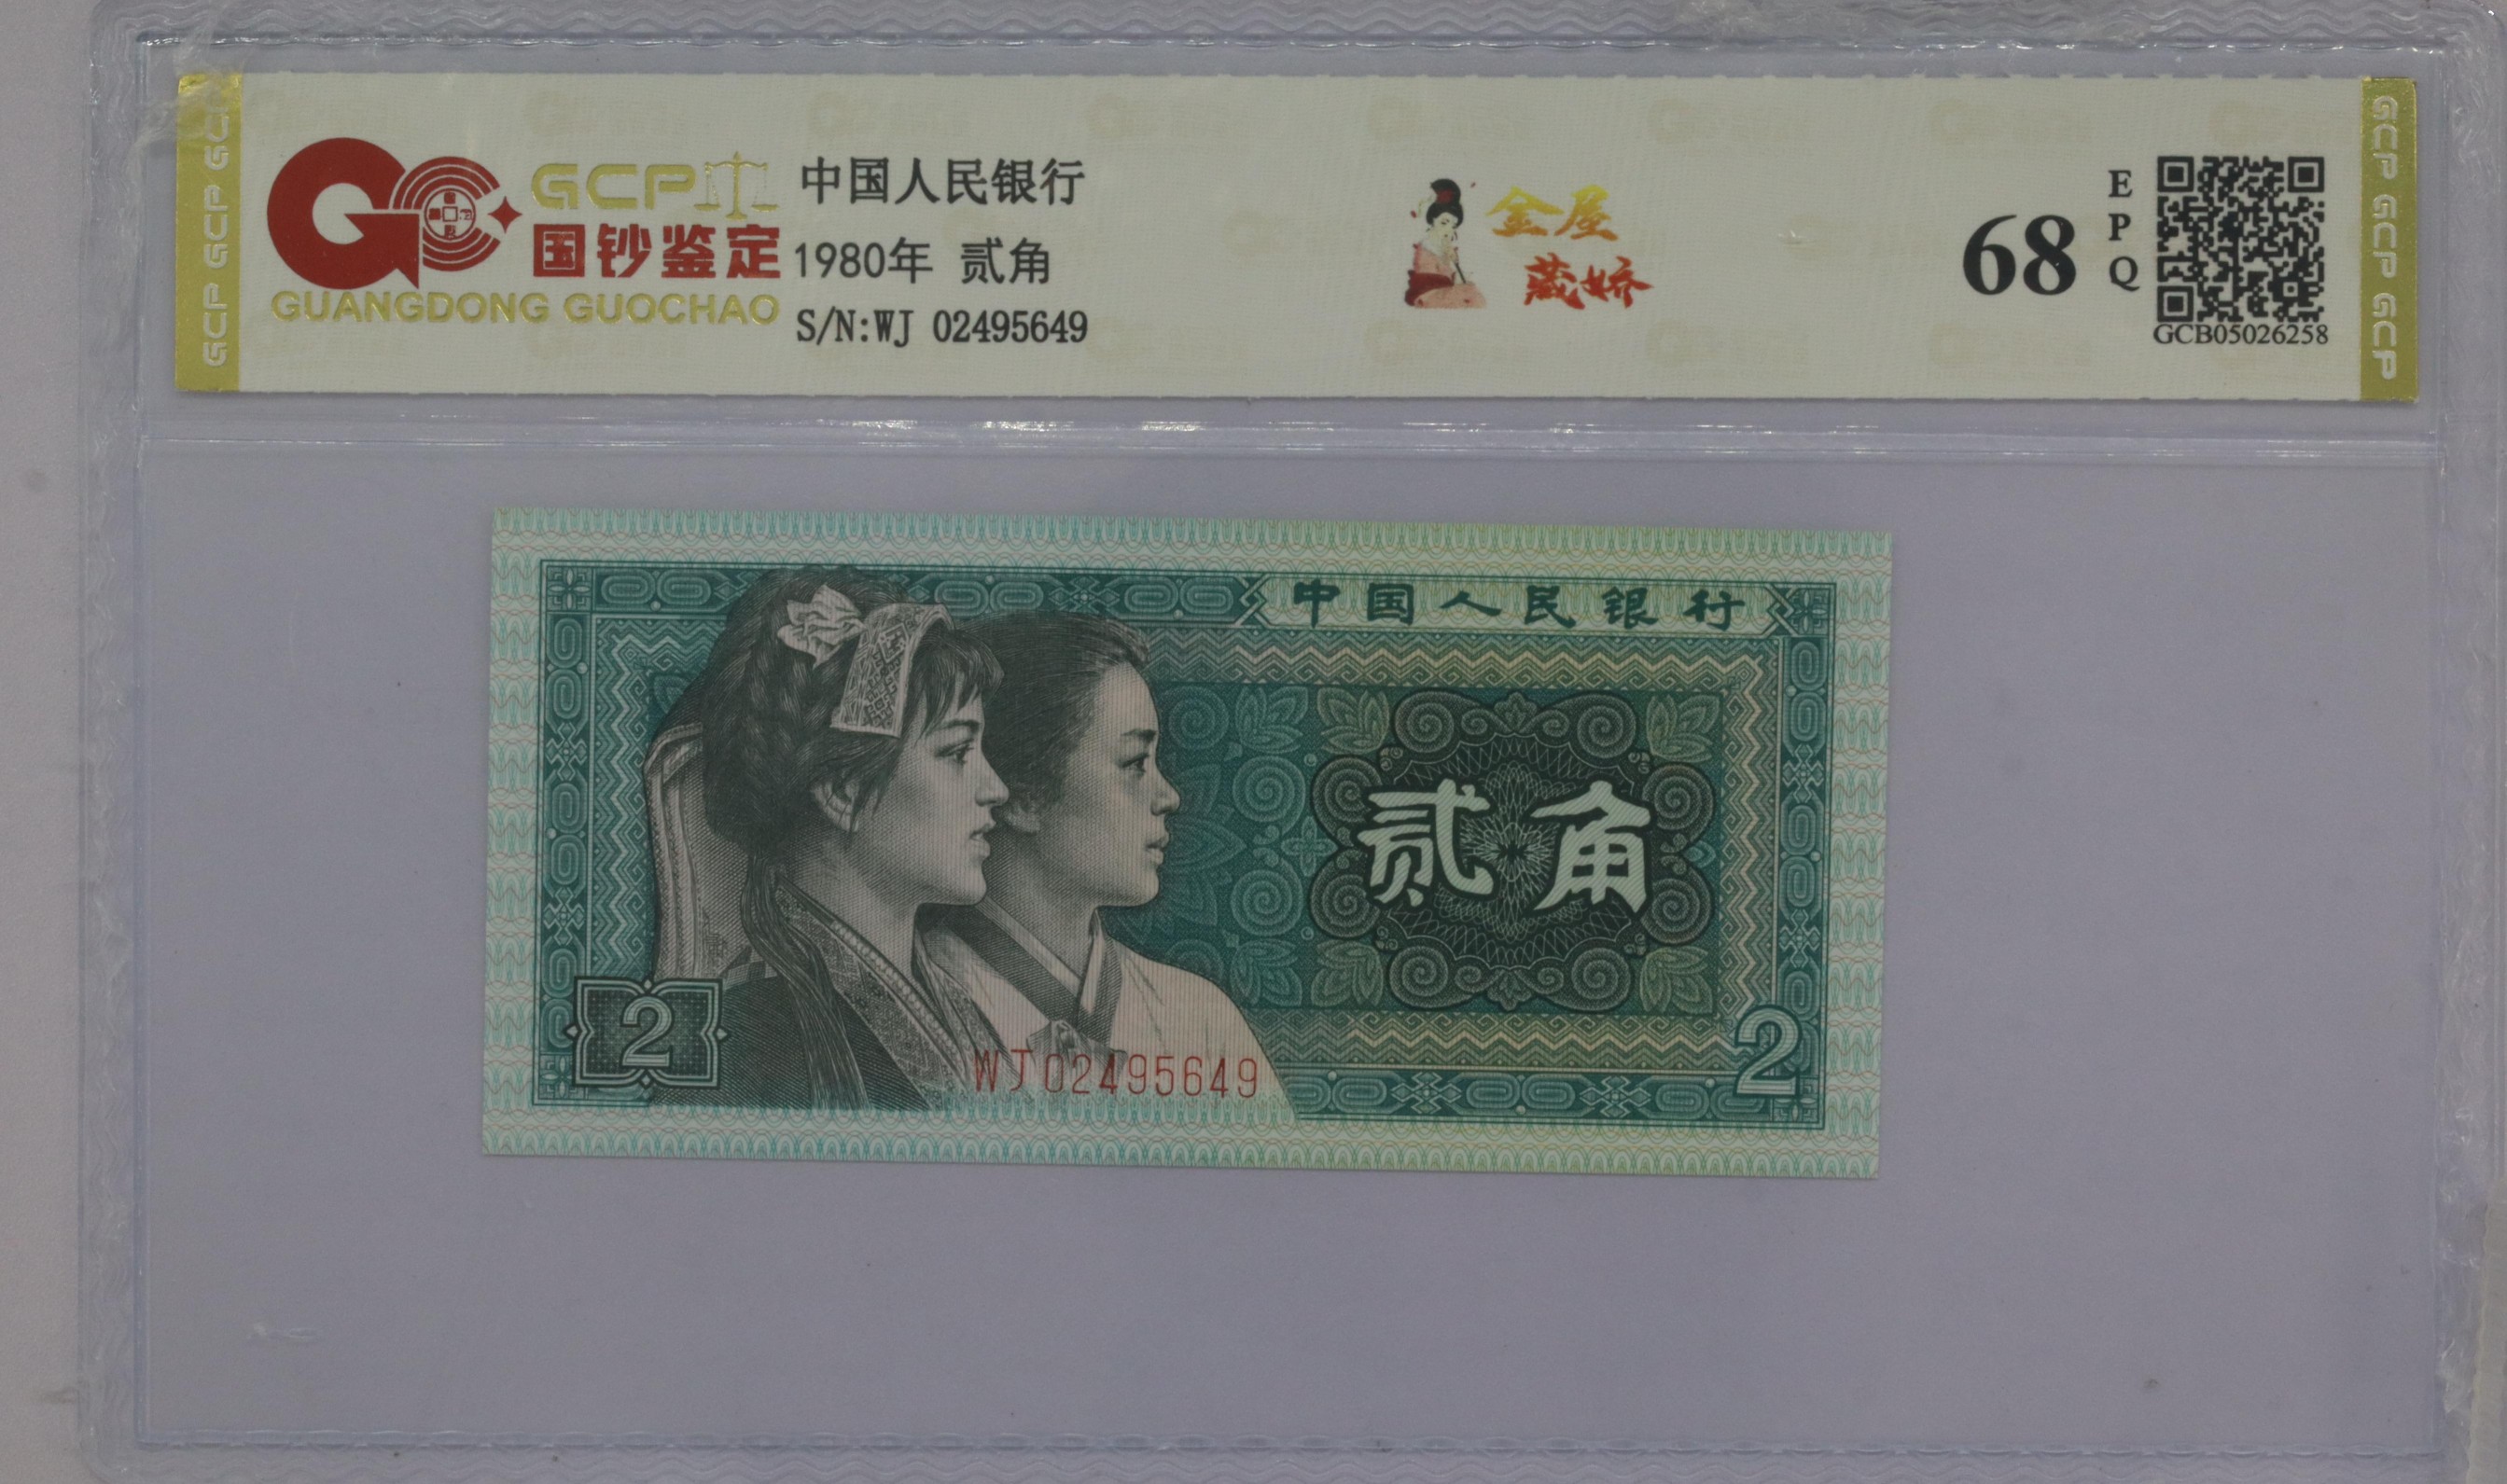 GCP GCP GCP
GCP
国钞鉴定
GUANGDONG GUOCHAO
中国人民银行
1980年 贰角
S/N:WJ 02495649
金屋
藏娇
68
E
P
Q
GCB05026258
GCP GCP GCP
中国人民银行
贰角
2
WJ02495649
2